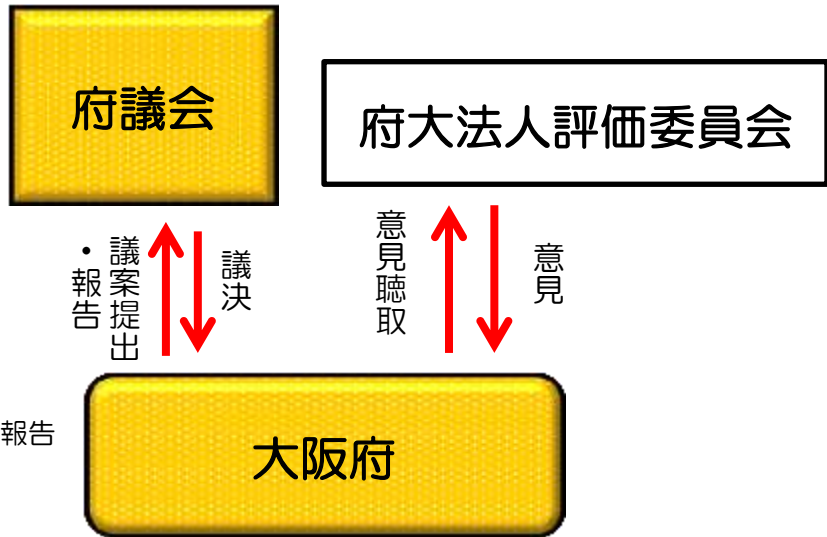 府議会
府大法人評価委員会
議案提出
・報告
議決
意見聴取
意見
報告
大阪府